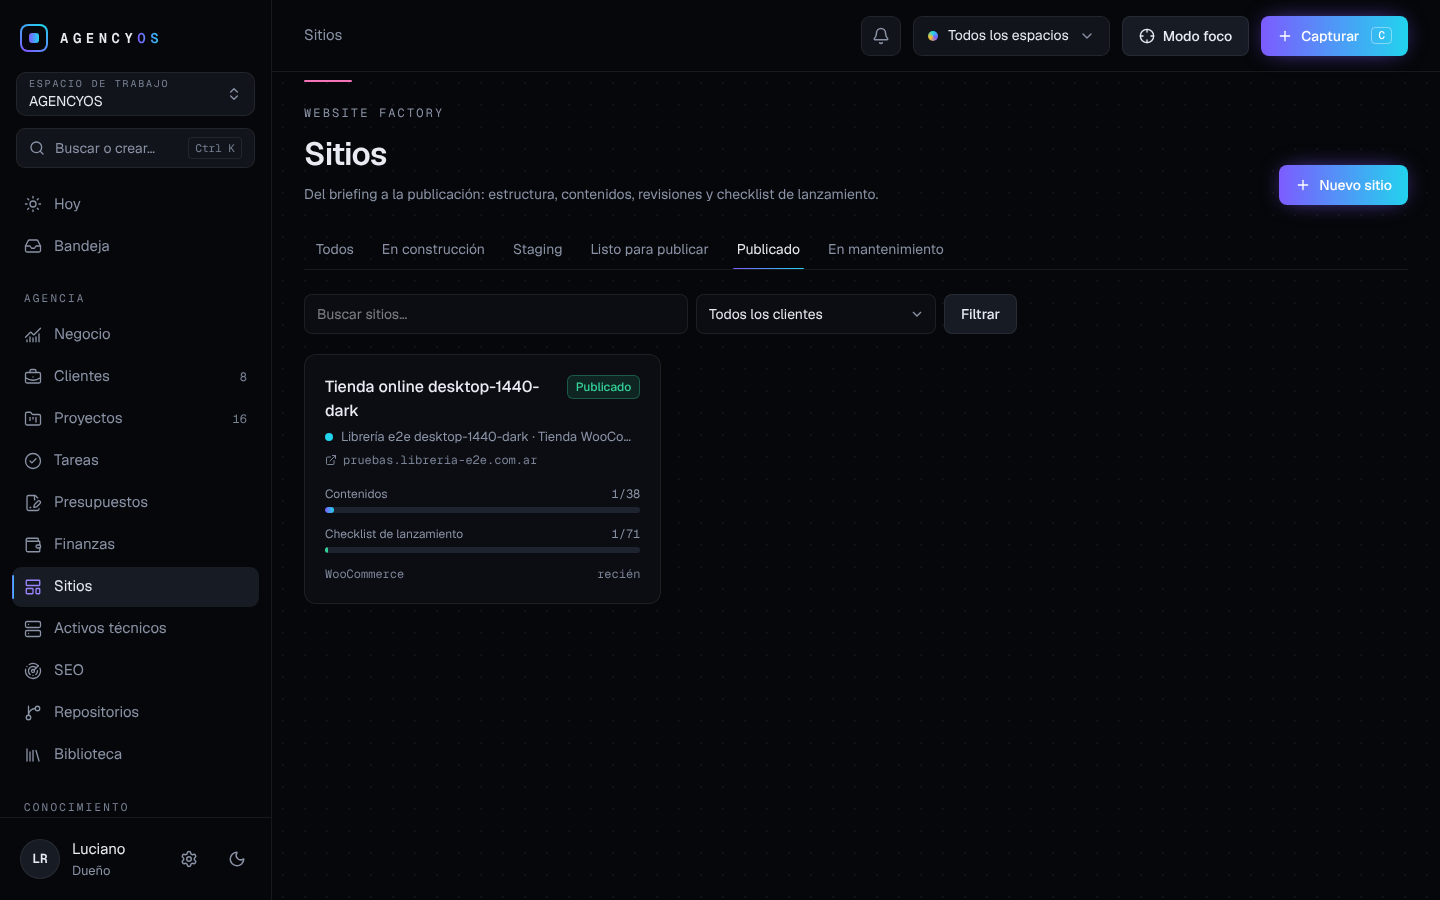 AGENCYOS
ESPACIO DE TRABAJO
AGENCYOS
Buscar o crear... Ctrl K
Hoy
Bandeja
AGENCIA
Negocio
Clientes 8
Proyectos 16
Tareas
Presupuestos
Finanzas
Sitios
Activos técnicos
SEO
Repositorios
Biblioteca
CONOCIMIENTO
LR
Luciano
Dueño
Sitios
Todos los espacios
Modo foco
Capturar C
WEBSITE FACTORY
Sitios
Del briefing a la publicación: estructura, contenidos, revisiones y checklist de lanzamiento.
Nuevo sitio
Todos En construcción Staging Listo para publicar Publicado En mantenimiento
Buscar sitios... Todos los clientes Filtrar
Tienda online desktop-1440-
dark
Publicado
Librería e2e desktop-1440-dark · Tienda WooCo...
pruebas.libreria-e2e.com.ar
Contenidos 1/38
Checklist de lanzamiento 1/71
WooCommerce recién